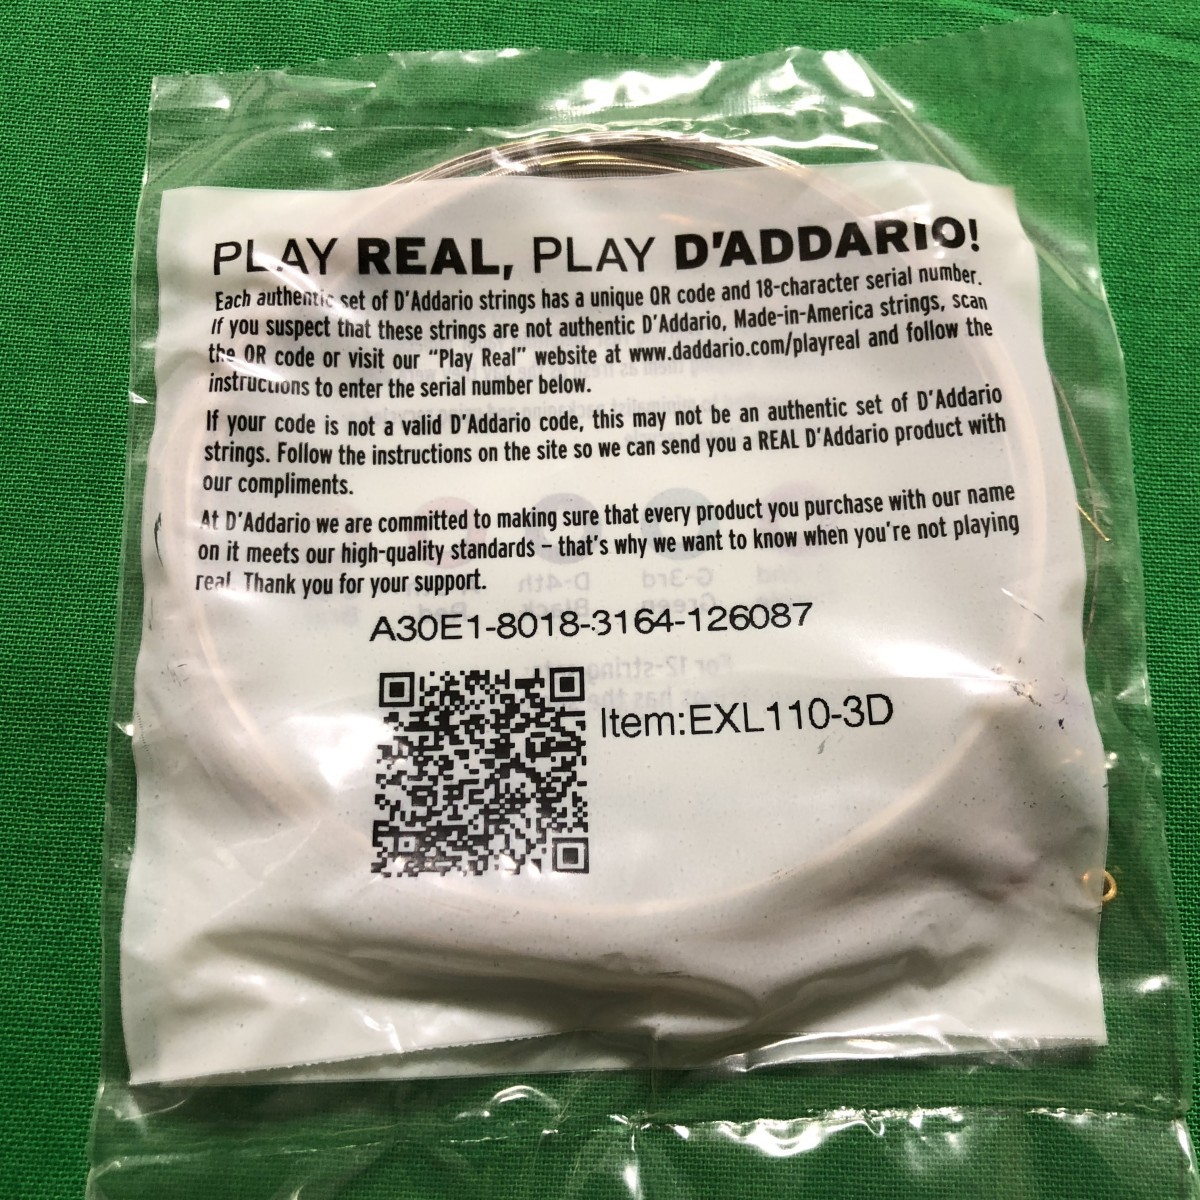 PLAY REAL, PLAY D'ADDARIO!
Each authentic set of D'Addario strings has a unique QR code and 18-character serial number.
If you suspect that these strings are not authentic D'Addario, Made-in-America strings, scan
the QR code or visit our "Play Real" website at www.daddario.com/playreal and follow the
instructions to enter the serial number below.
If your code is not a valid D'Addario code, this may not be an authentic set of D'Addario
strings. Follow the instructions on the site so we can send you a REAL D'Addario product with
our compliments.
At D'Addario we are committed to making sure that every product you purchase with our name
on it meets our high-quality standards – that's why we want to know when you're not playing
real. Thank you for your support.
A30E1-8018-3164-126087
Item:EXL110-3D